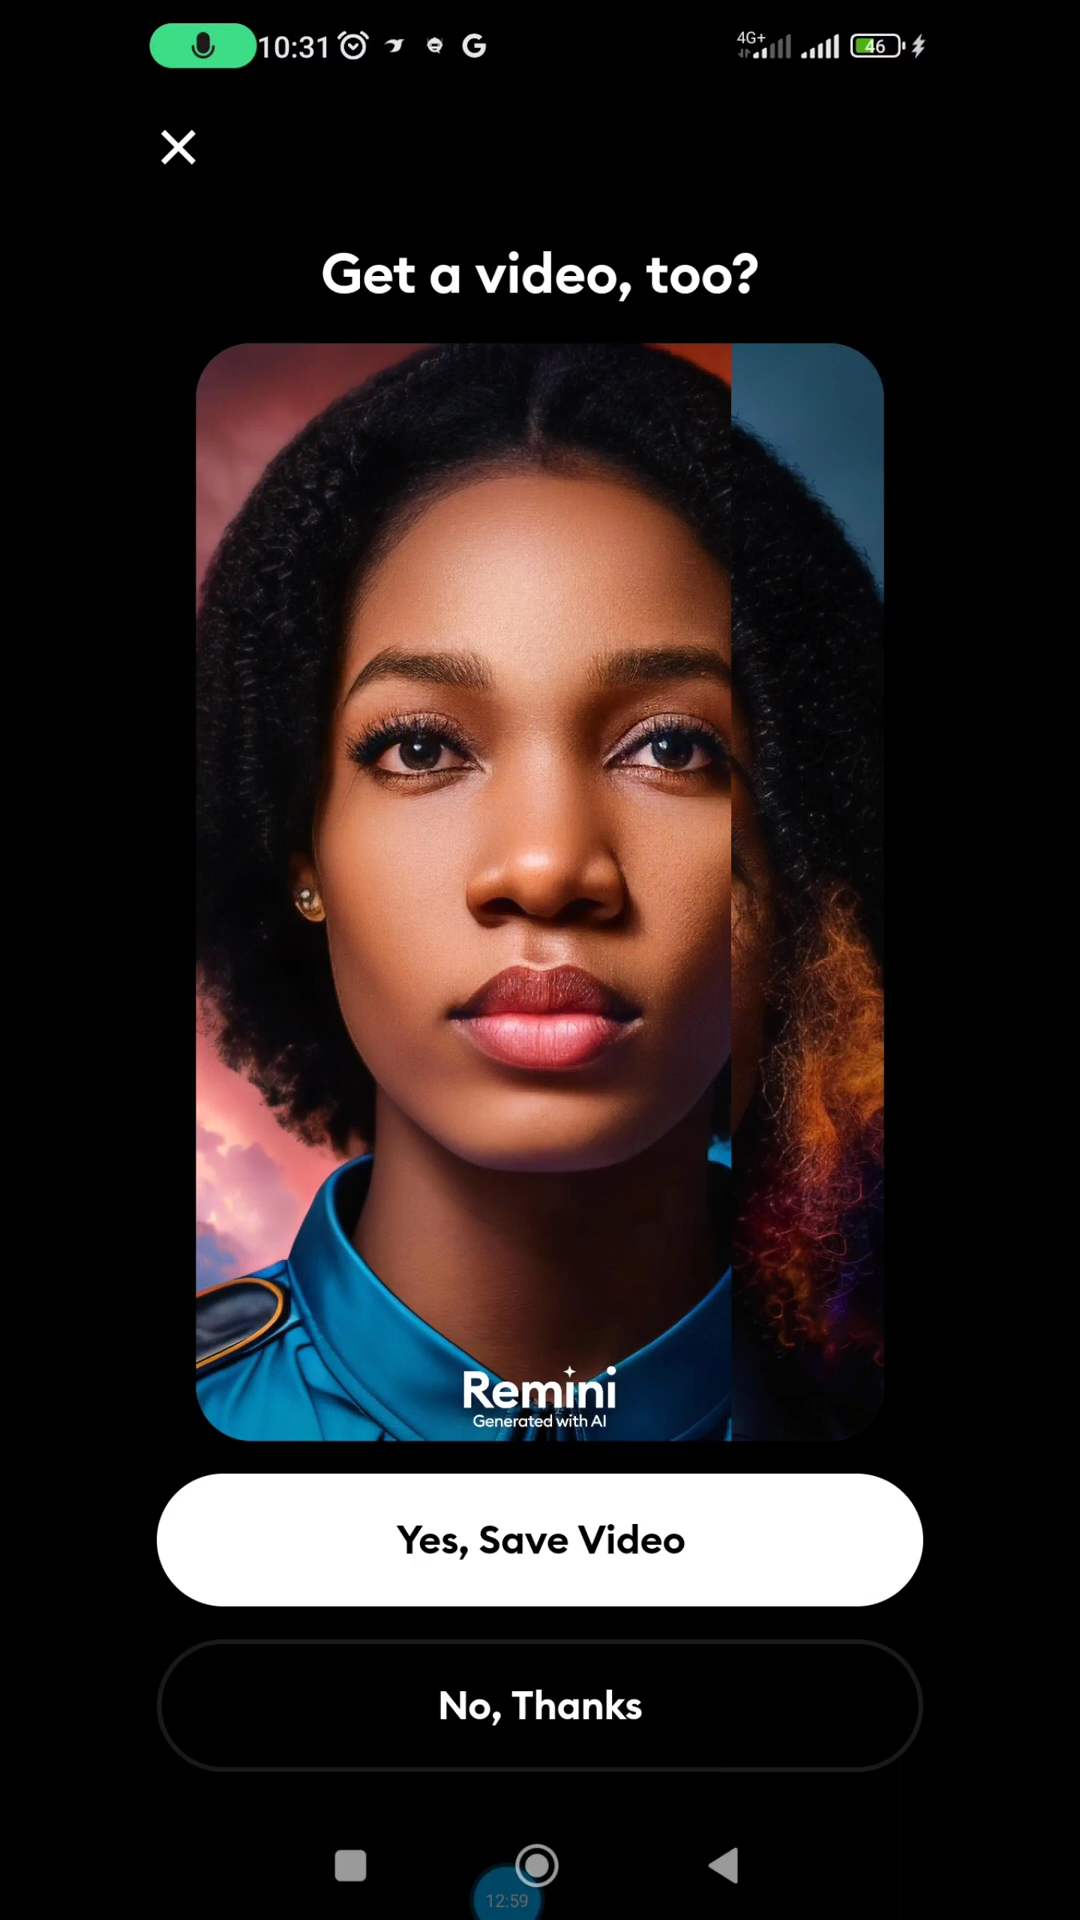 10:31
4G+
46
Get a video, too?
Remini
Generated with AI
Yes, Save Video
No, Thanks
12:59